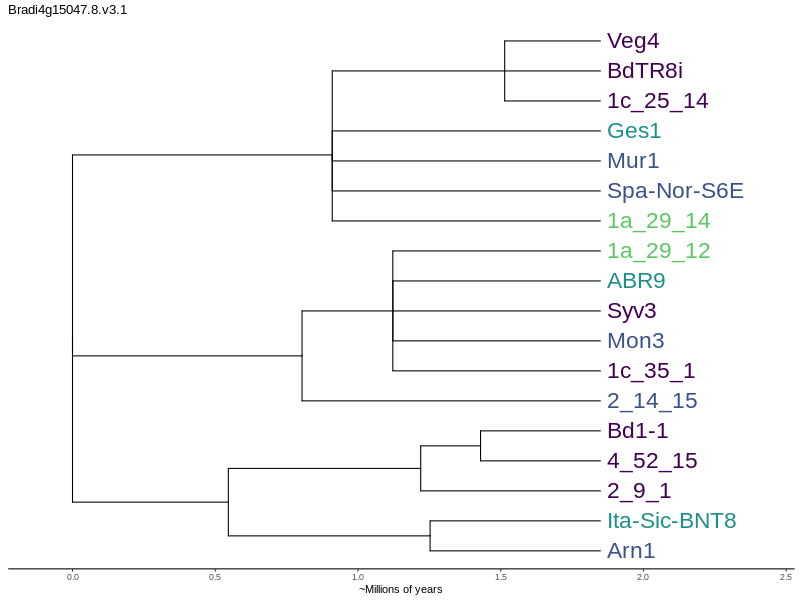 Bradi4g15047.8.v3.1
Veg4
BdTR8i
1c_25_14
Ges1
Mur1
Spa-Nor-S6E
1a_29_14
1a_29_12
ABR9
Syv3
Mon3
1c_35_1
2_14_15
Bd1-1
4_52_15
2_9_1
Ita-Sic-BNT8
Arn1
0.0 0.5 1.0 1.5 2.0 2.5
~Millions of years